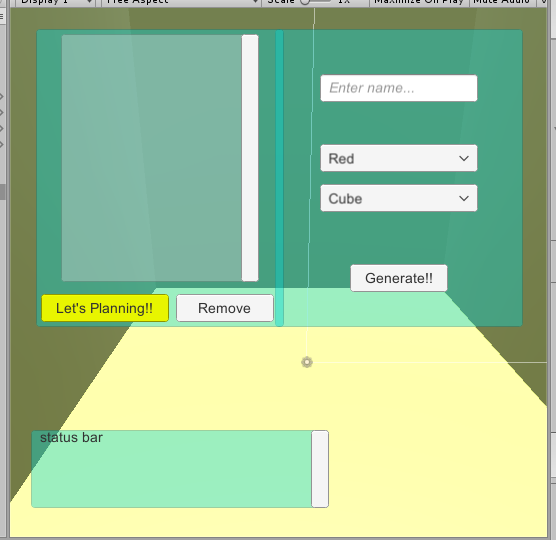 Display 1 Free Aspect Scale 1x Maximize On Play Mute Audio
Enter name...
Red
Cube
Generate!!
Let's Planning!! Remove
status bar